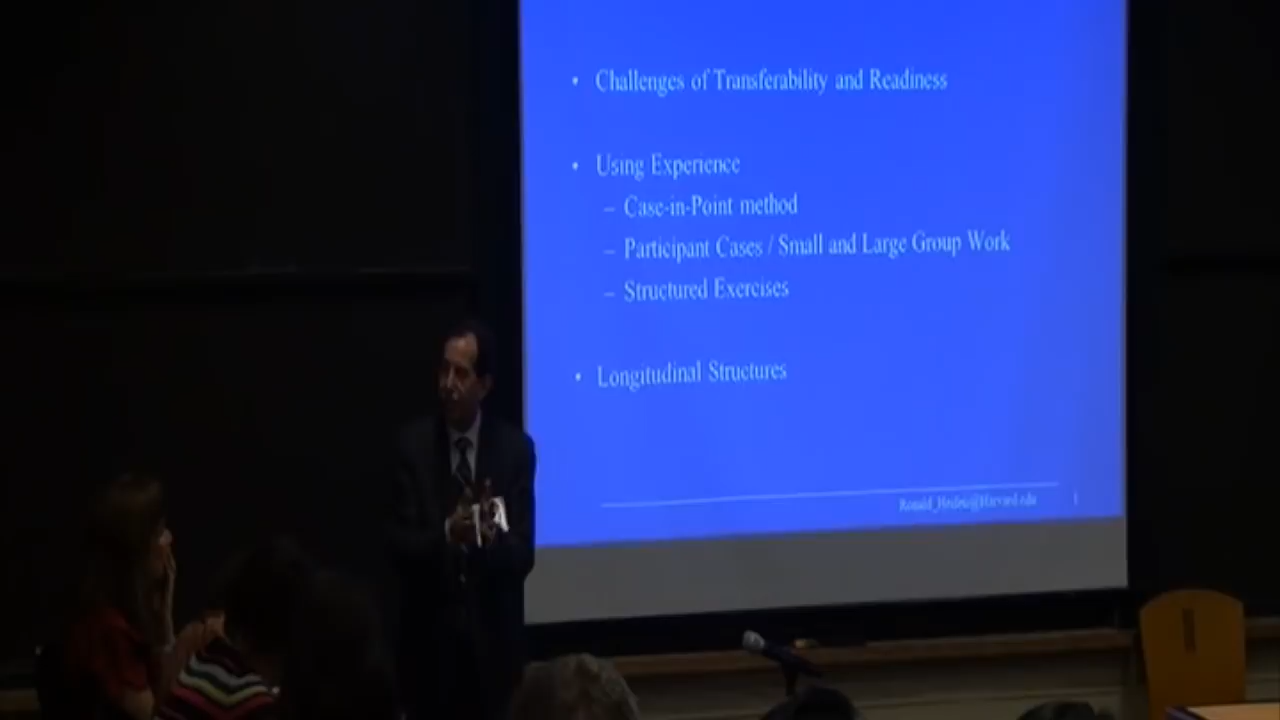 • Challenges of Transferability and Readiness
• Using Experience
– Case-in-Point method
– Participant Cases / Small and Large Group Work
– Structured Exercises
• Longitudinal Structures
1